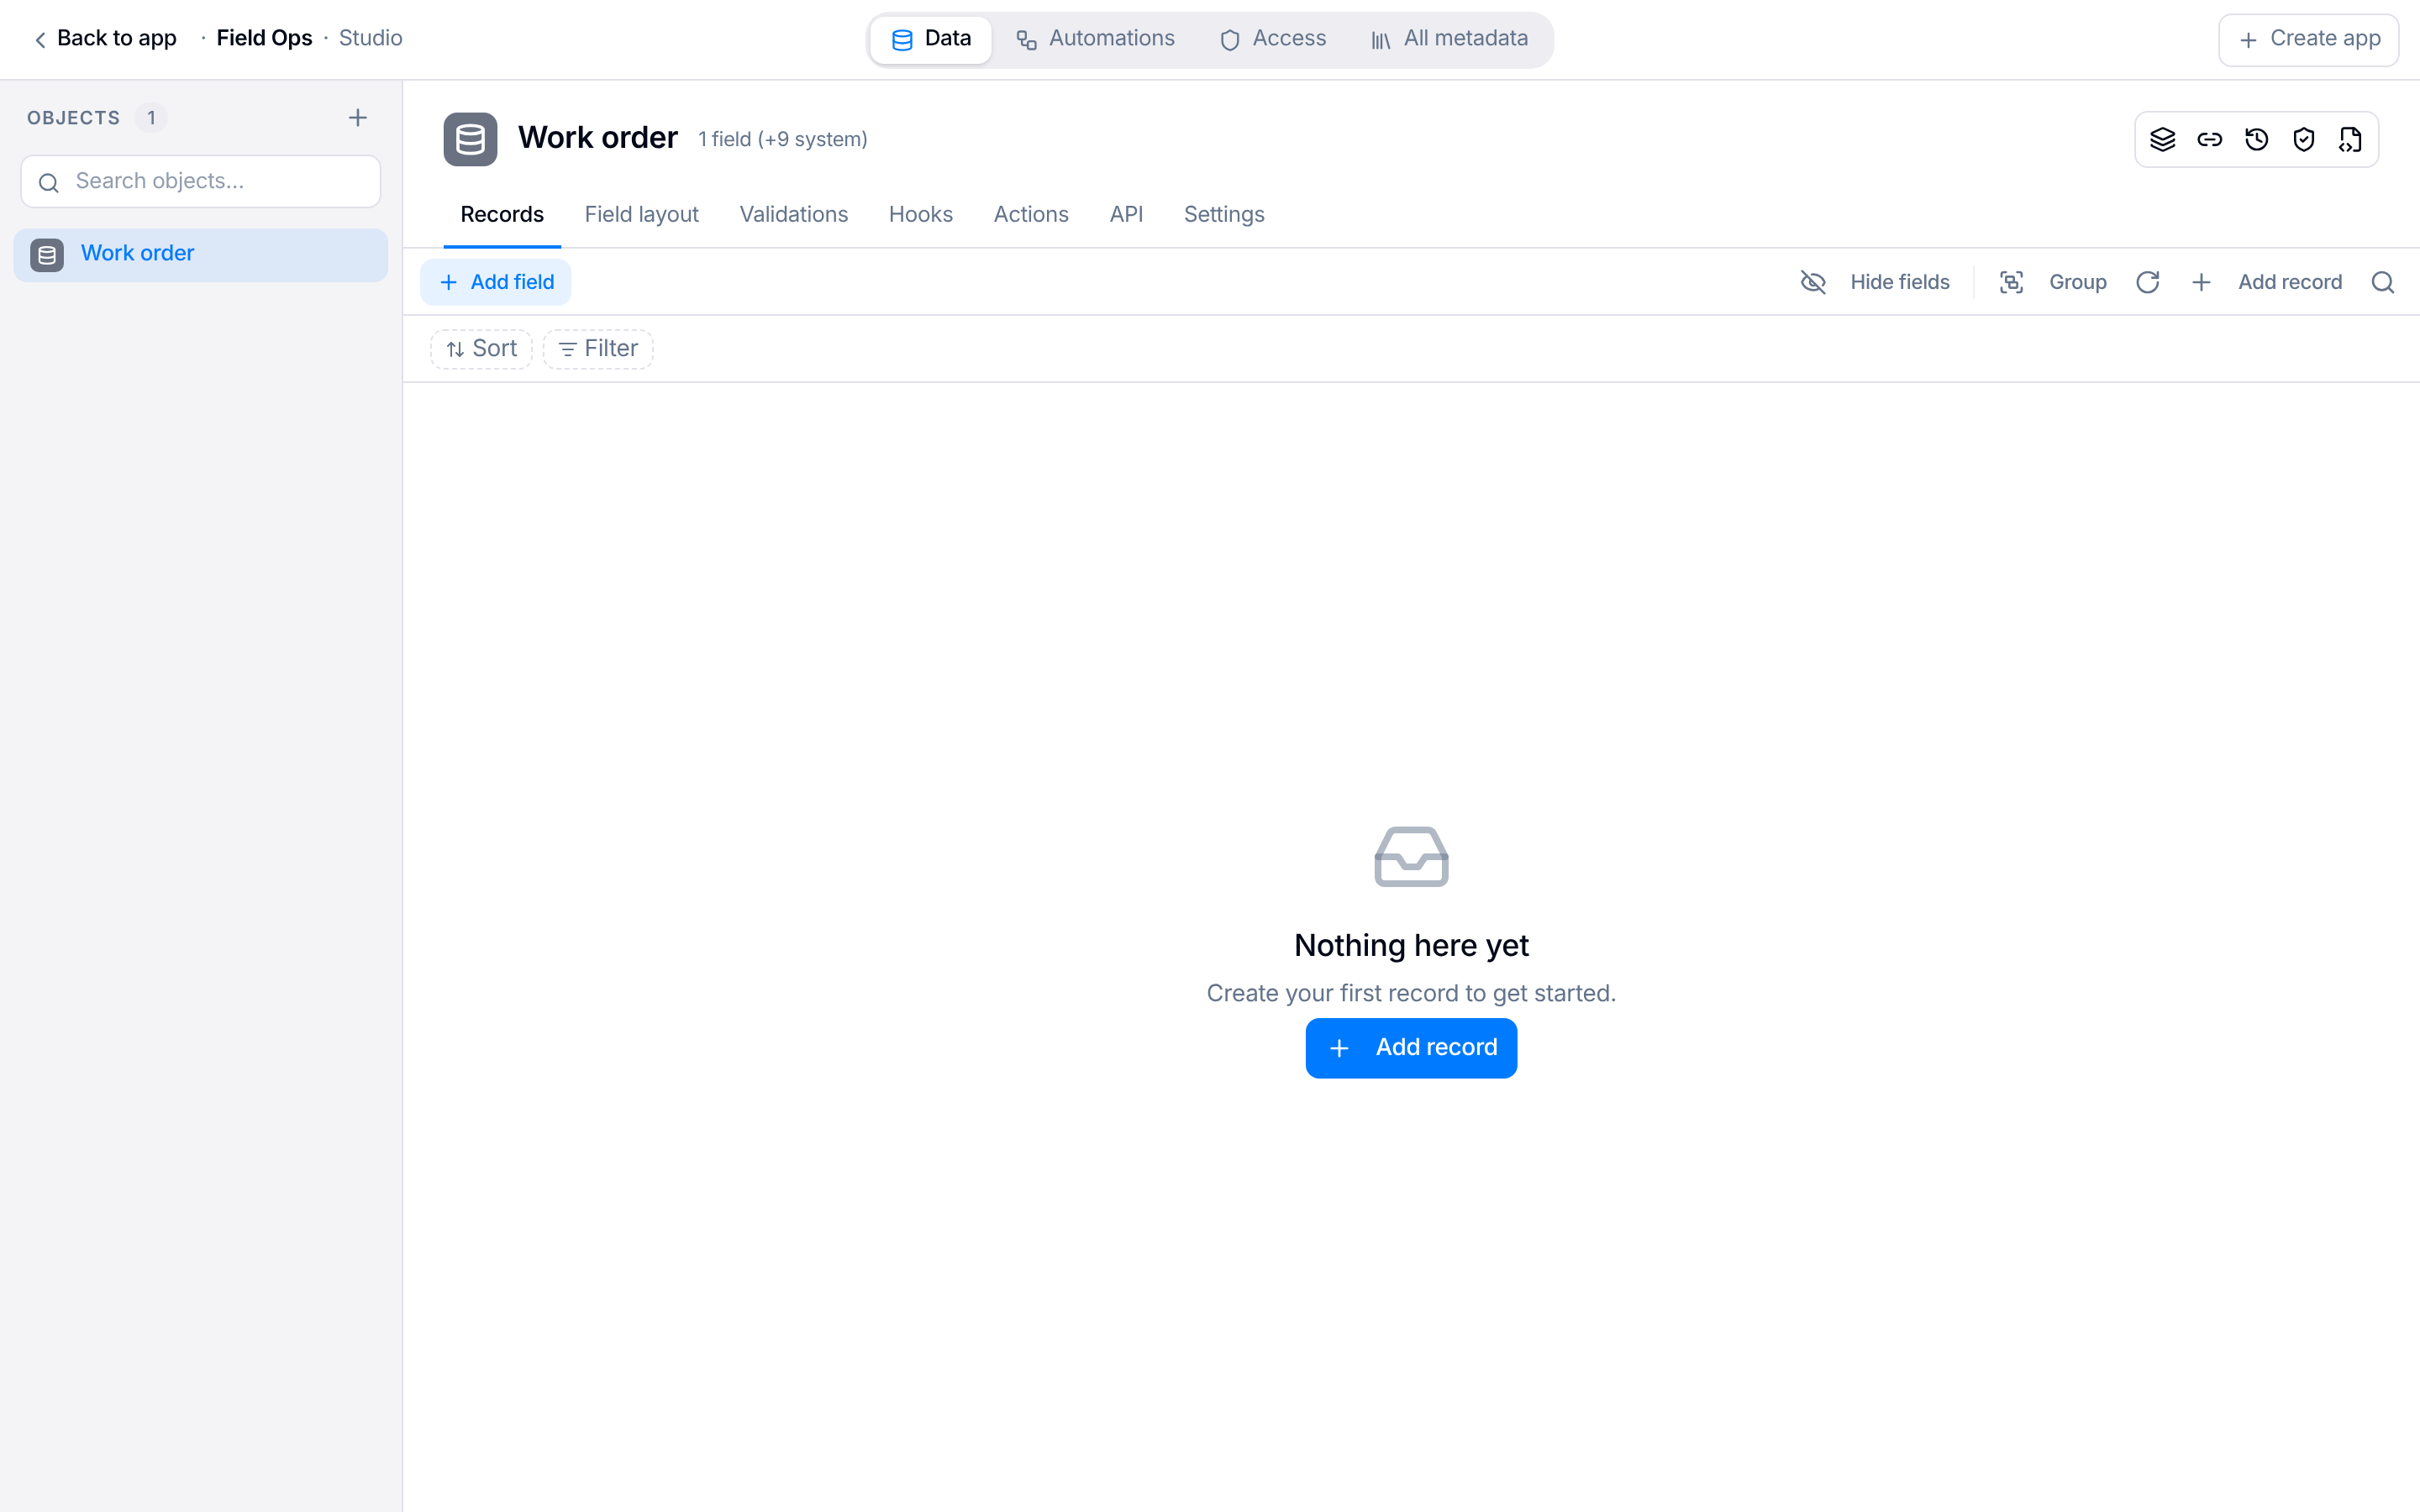 Back to app · Field Ops · Studio
Data
Automations
Access
All metadata
Create app
OBJECTS 1
Search objects...
Work order
Work order 1 field (+9 system)
Records
Field layout
Validations
Hooks
Actions
API
Settings
Add field
Hide fields
Group
Add record
Sort
Filter
Nothing here yet
Create your first record to get started.
Add record